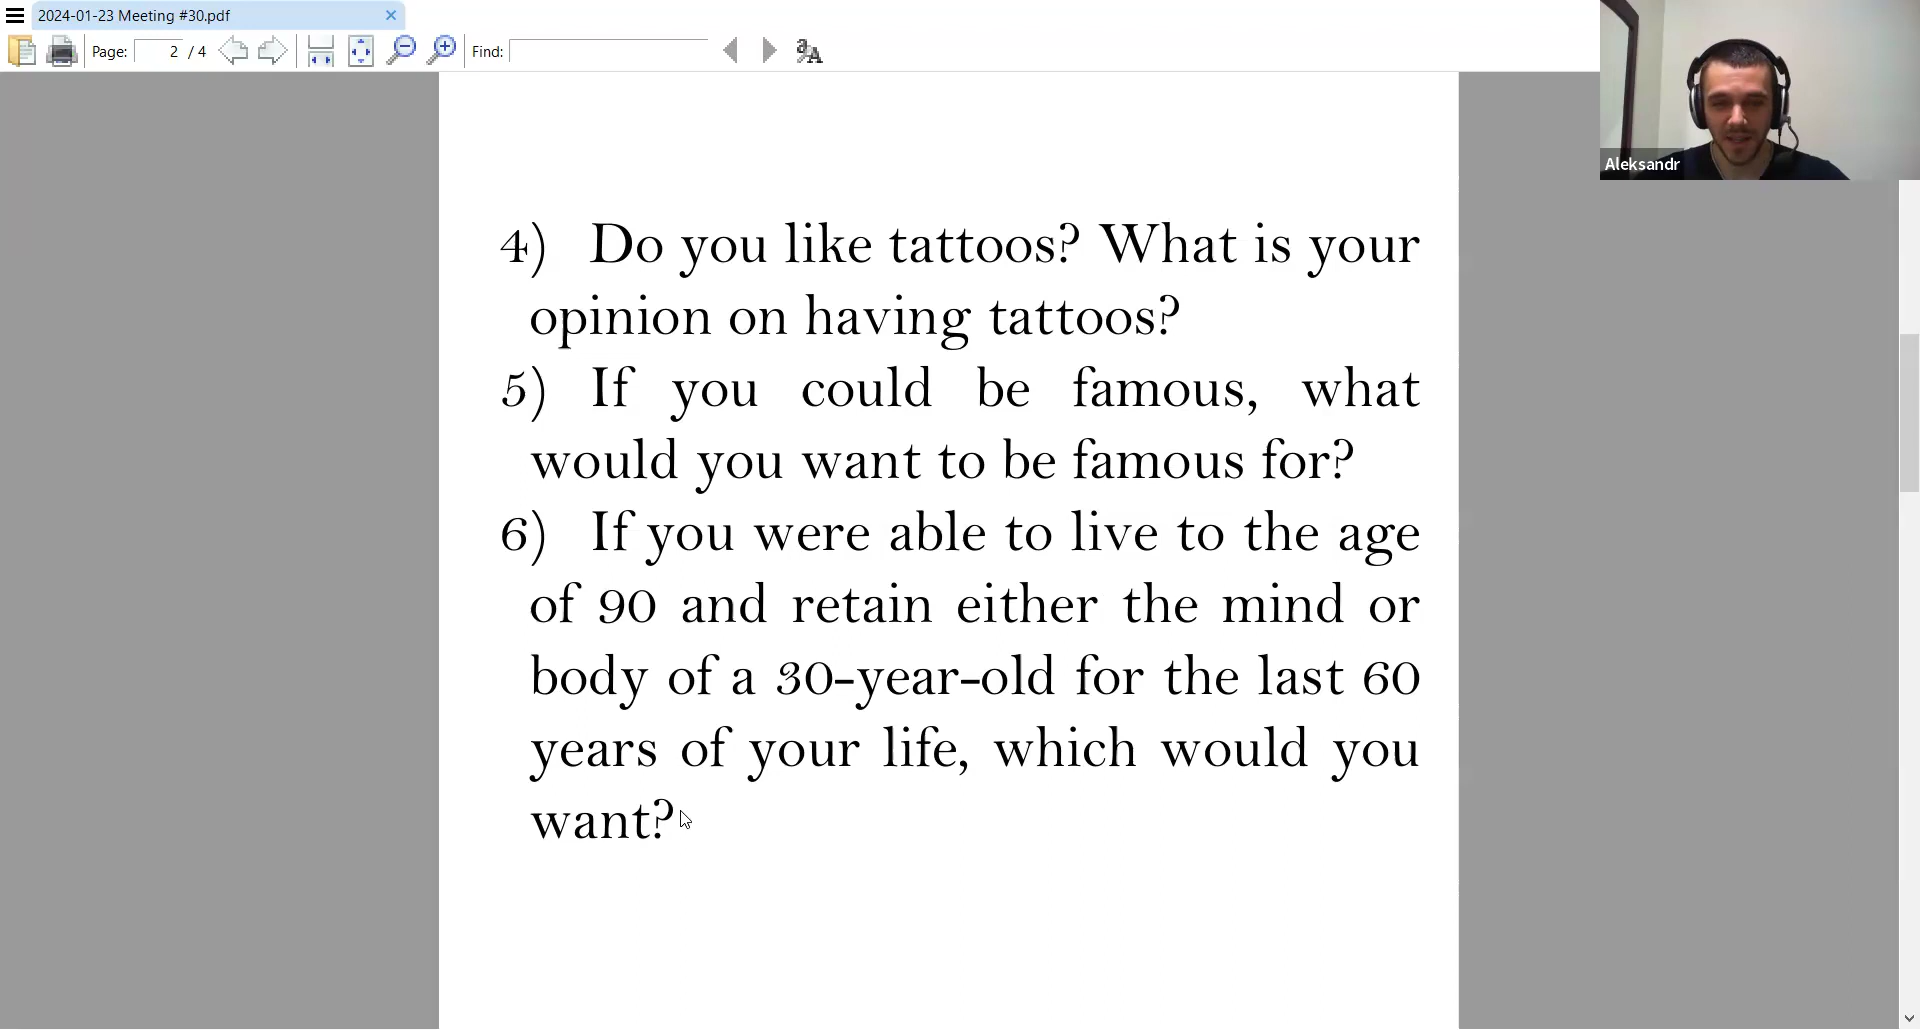 2024-01-23 Meeting #30.pdf
Page: 2 / 4 Find:
Aleksandr
4) Do you like tattoos? What is your
opinion on having tattoos?
5) If you could be famous, what
would you want to be famous for?
6) If you were able to live to the age
of 90 and retain either the mind or
body of a 30-year-old for the last 60
years of your life, which would you
want?